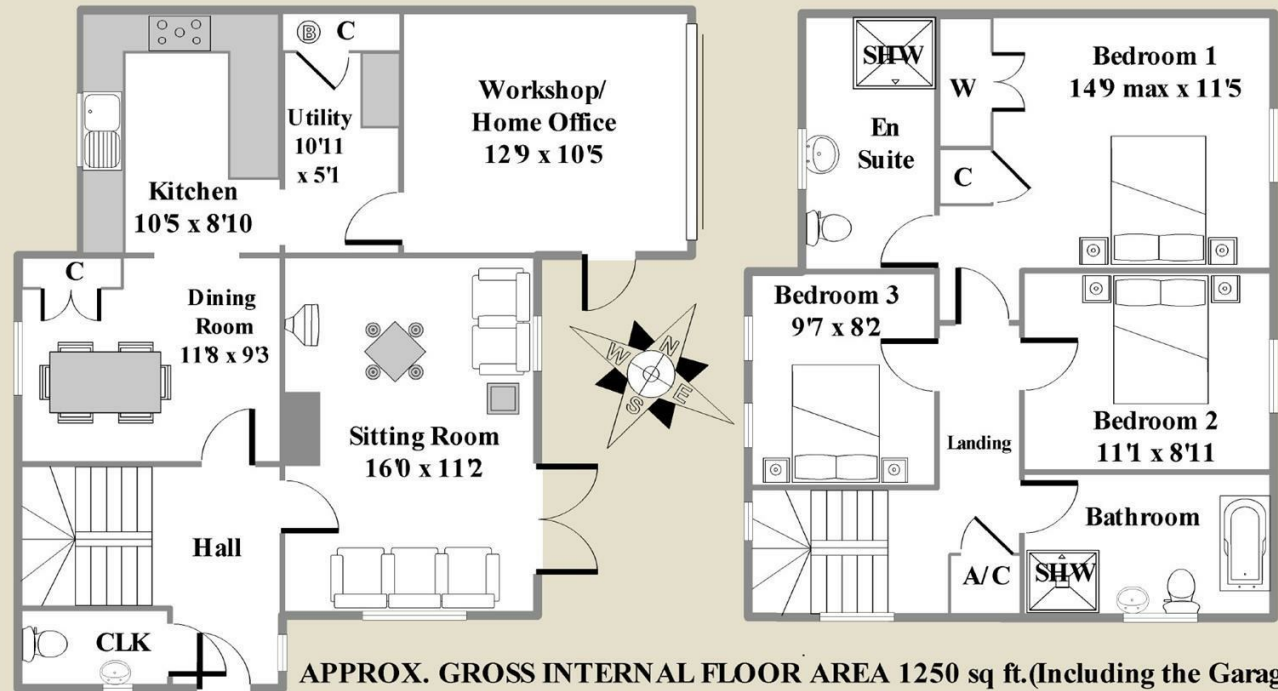 B C
Utility
10'11
x 5'1
Workshop/
Home Office
12'9 x 10'5
Kitchen
10'5 x 8'10
C
Dining
Room
11'8 x 9'3
Sitting Room
16'0 x 11'2
Hall
CLK
W N
S E
SHW
W
Bedroom 1
14'9 max x 11'5
En
Suite
C
Bedroom 3
9'7 x 8'2
Bedroom 2
11'1 x 8'11
Landing
Bathroom
A/C
SHW
APPROX. GROSS INTERNAL FLOOR AREA 1250 sq ft.(Including the Garag